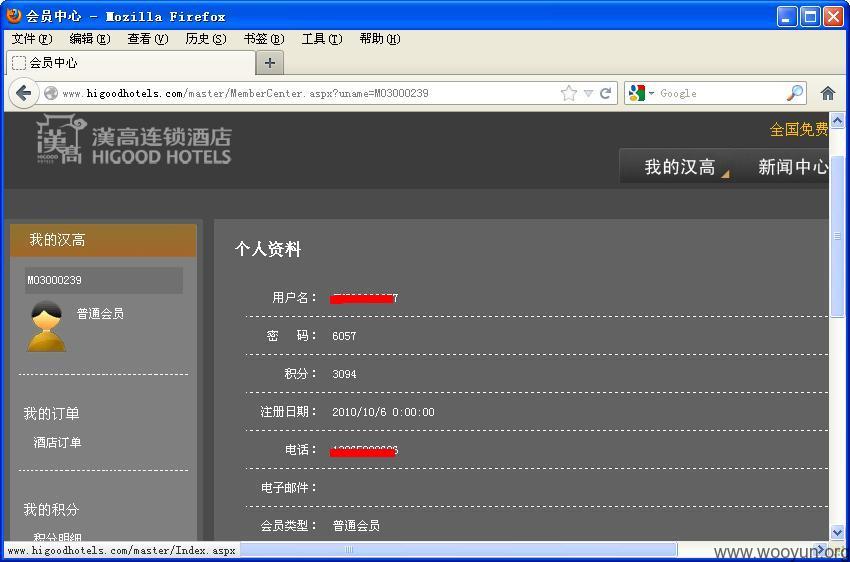 会员中心 - Mozilla Firefox
文件(F) 编辑(E) 查看(V) 历史(S) 书签(B) 工具(T) 帮助(H)
会员中心
www.higoodhotels.com/master/MemberCenter.aspx?uname=M03000239
Google
漢高 漢高连锁酒店
HIGOOD HOTELS HIGOOD HOTELS
全国免费
我的汉高 新闻中心
我的汉高
M03000239
普通会员
我的订单
酒店订单
我的积分
积分明细
个人资料
用户名： 7
密 码： 6057
积分： 3094
注册日期： 2010/10/6 0:00:00
电话：
电子邮件：
会员类型： 普通会员
www.higoodhotels.com/master/Index.aspx
www.wooyun.org